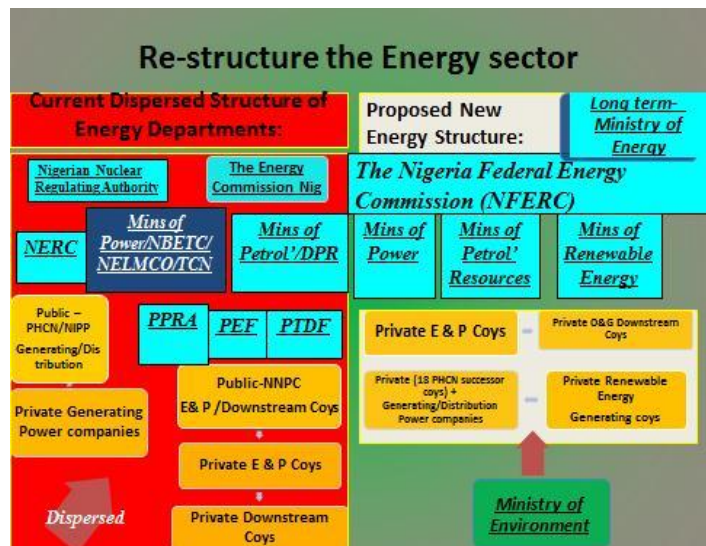 Re-structure the Energy sector
Current Dispersed Structure of
Energy Departments:
Nigerian Nuclear
Regulating Authority
The Energy
Commission Nig
NERC
Mins of
Power/NBETC/
NELMCO/TCN
Mins of
Petrol'/DPR
Public –
PHCN/NIPP
Generating/Dis
tribution
PPRA
PEF
PTDF
Private Generating
Power companies
Public-NNPC
E& P /Downstream Coys
Private E & P Coys
Private Downstream
Coys
Dispersed
Proposed New
Energy Structure:
Long term-
Ministry of
Energy
The Nigeria Federal Energy
Commission (NFERC)
Mins of
Power
Mins of
Petrol'
Resources
Mins of
Renewable
Energy
Private E & P Coys
Private O&G Downstream
Coys
Private (18 PHCN successor
coys) +
Generating/Distribution
Power companies
Private Renewable
Energy
Generating coys
Ministry of
Environment